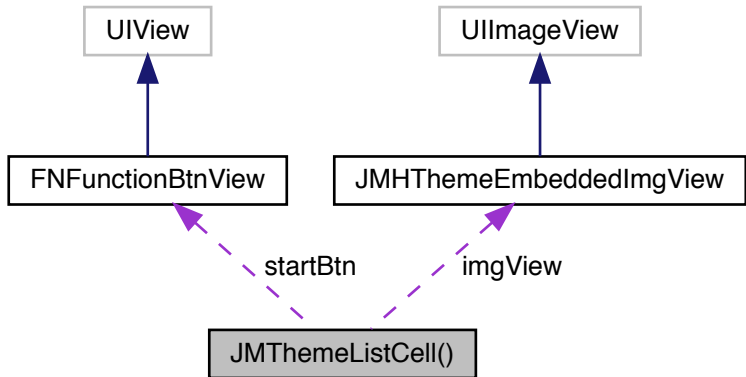 UIView
UIImageView
FNFunctionBtnView
JMHThemeEmbeddedImgView
startBtn
imgView
JMThemeListCell()